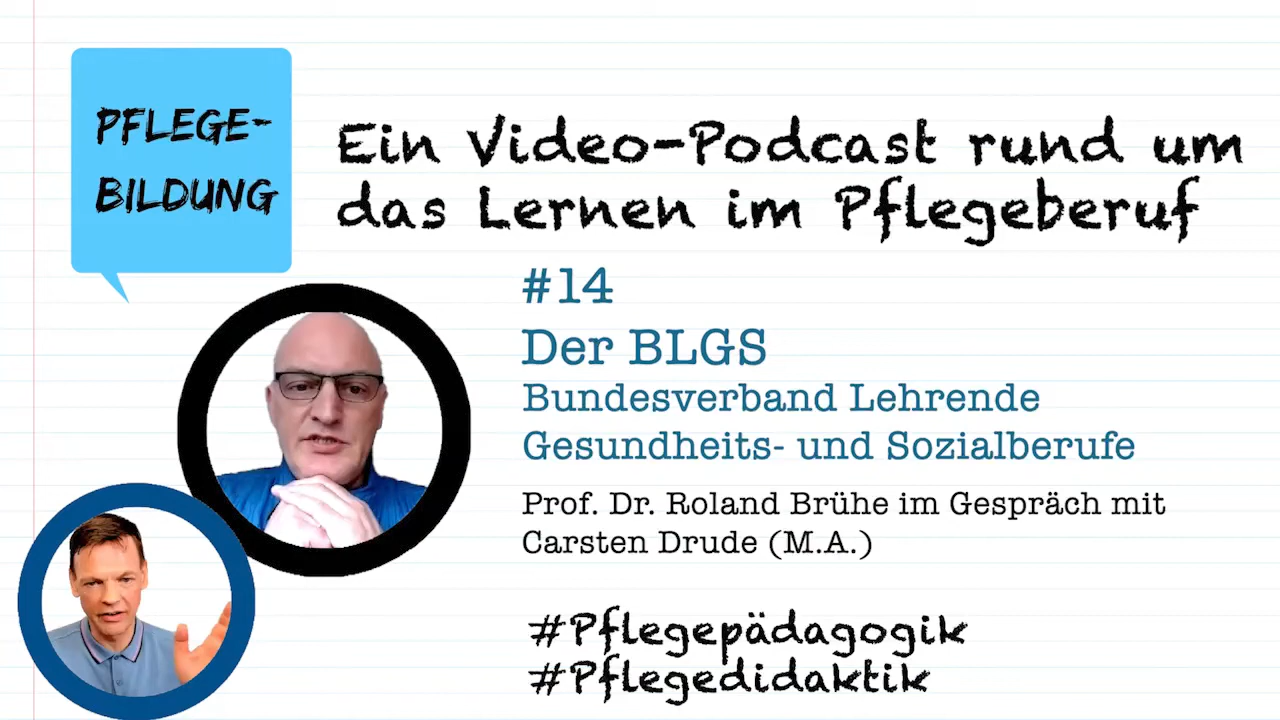 PFLEGE-
BILDUNG
Ein Video-Podcast rund um
das Lernen im Pflegeberuf
#14
Der BLGS
Bundesverband Lehrende
Gesundheits- und Sozialberufe
Prof. Dr. Roland Brühe im Gespräch mit
Carsten Drude (M.A.)
#Pflegepädagogik
#Pflegedidaktik